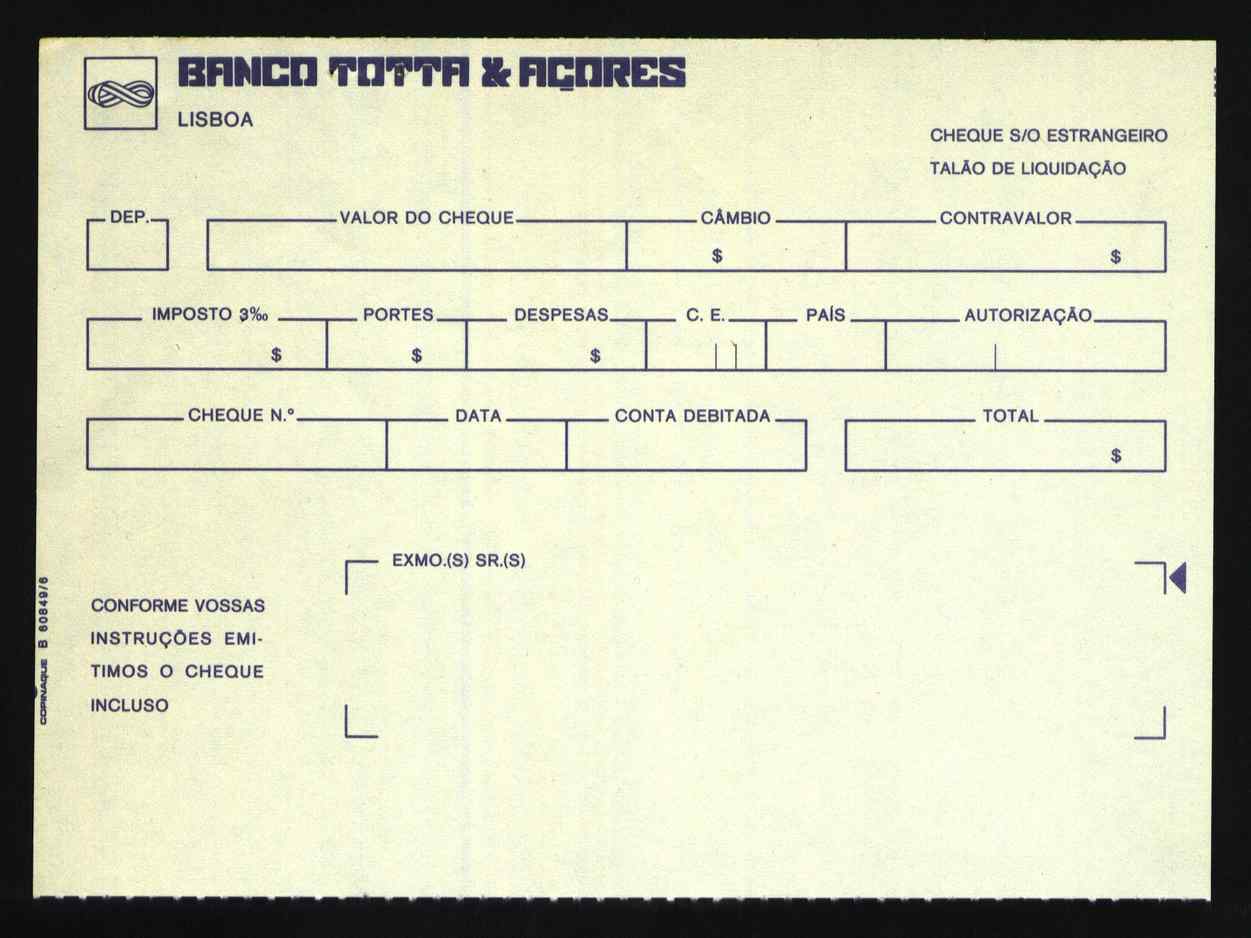 BANCO TOTTA & AÇORES
LISBOA
CHEQUE S/O ESTRANGEIRO
TALÃO DE LIQUIDAÇÃO
DEP. VALOR DO CHEQUE CÂMBIO CONTRAVALOR
$ $
IMPOSTO 3‰ PORTES DESPESAS C. E. PAÍS AUTORIZAÇÃO
$ $ $
CHEQUE N.º DATA CONTA DEBITADA TOTAL
$
EXMO.(S) SR.(S)
CONFORME VOSSAS
INSTRUÇÕES EMI-
TIMOS O CHEQUE
INCLUSO
COPINAQUE B 60849/6